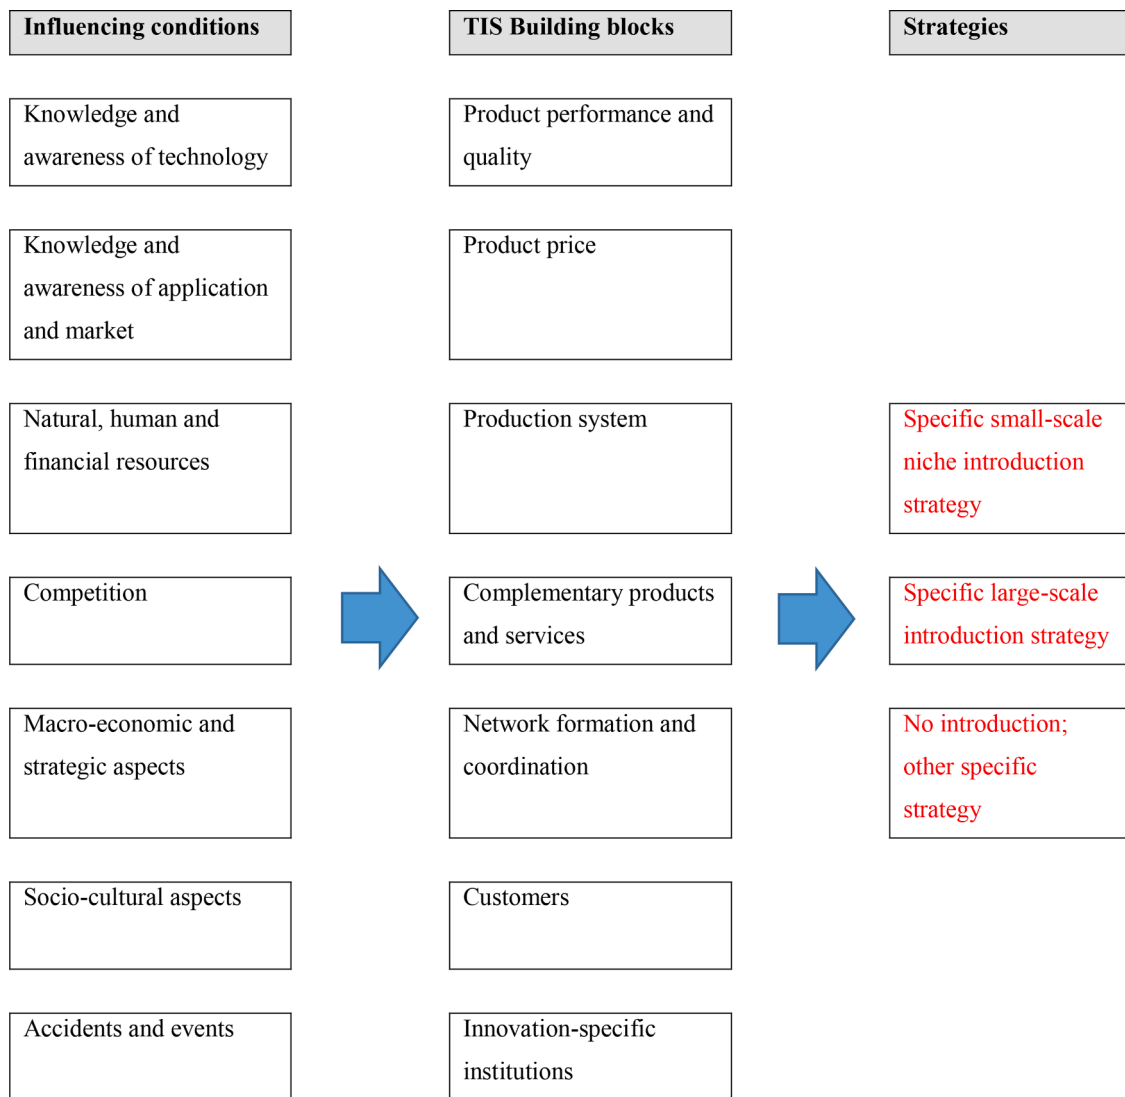 Influencing conditions
TIS Building blocks
Strategies
Knowledge and
awareness of technology
Product performance and
quality
Knowledge and
awareness of application
and market
Product price
Natural, human and
financial resources
Production system
Specific small-scale
niche introduction
strategy
Competition
Complementary products
and services
Specific large-scale
introduction strategy
Macro-economic and
strategic aspects
Network formation and
coordination
No introduction;
other specific
strategy
Socio-cultural aspects
Customers
Accidents and events
Innovation-specific
institutions